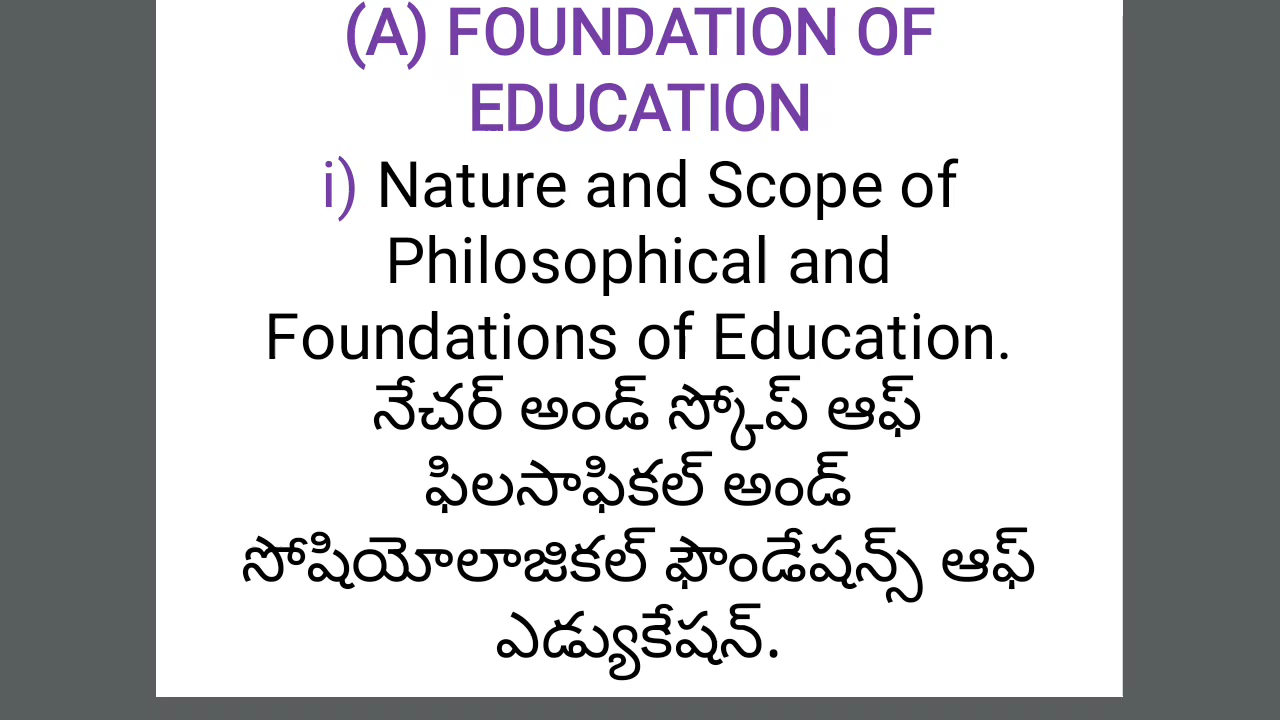 (A) FOUNDATION OF
EDUCATION
i) Nature and Scope of
Philosophical and
Foundations of Education.
నేచర్ అండ్ స్కోప్ ఆఫ్
ఫిలసాఫికల్ అండ్
సోషియోలాజికల్ ఫౌండేషన్స్ ఆఫ్
ఎడ్యుకేషన్.